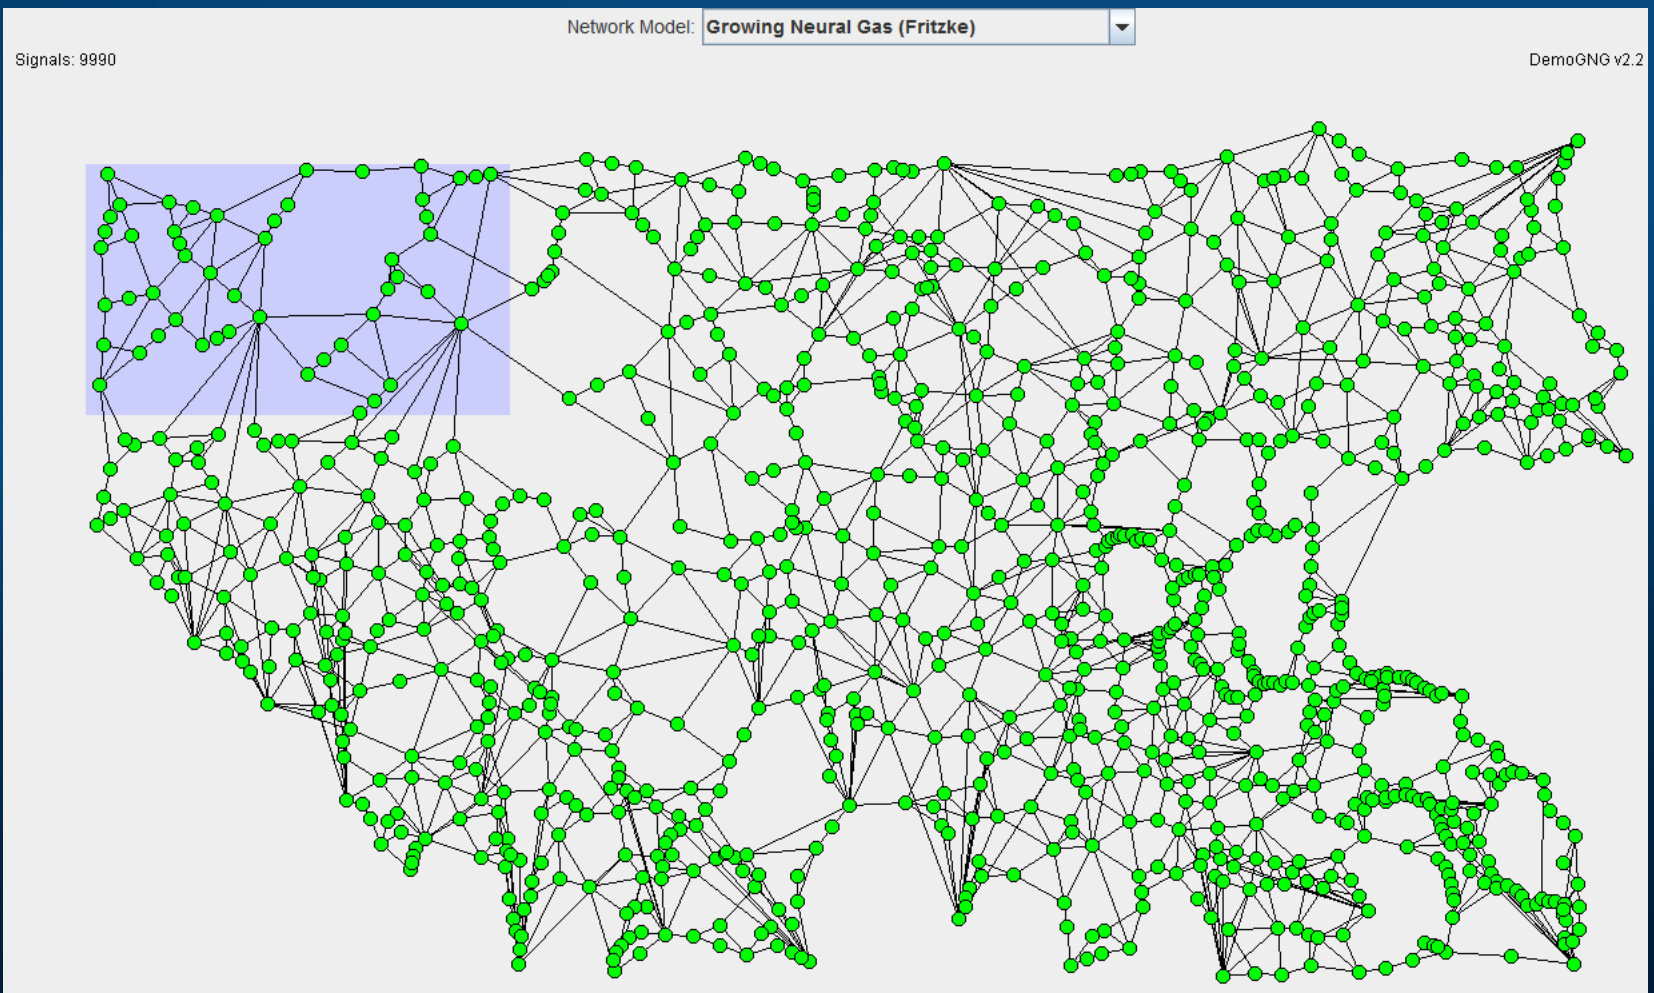 Network Model: Growing Neural Gas (Fritzke)
Signals: 9990 DemoGNG v2.2